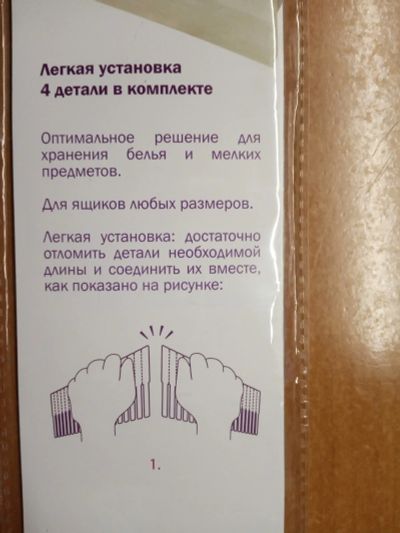 Легкая установка
4 детали в комплекте
Оптимальное решение для
хранения белья и мелких
предметов.
Для ящиков любых размеров.
Легкая установка: достаточно
отломить детали необходимой
длины и соединить их вместе,
как показано на рисунке:
1.